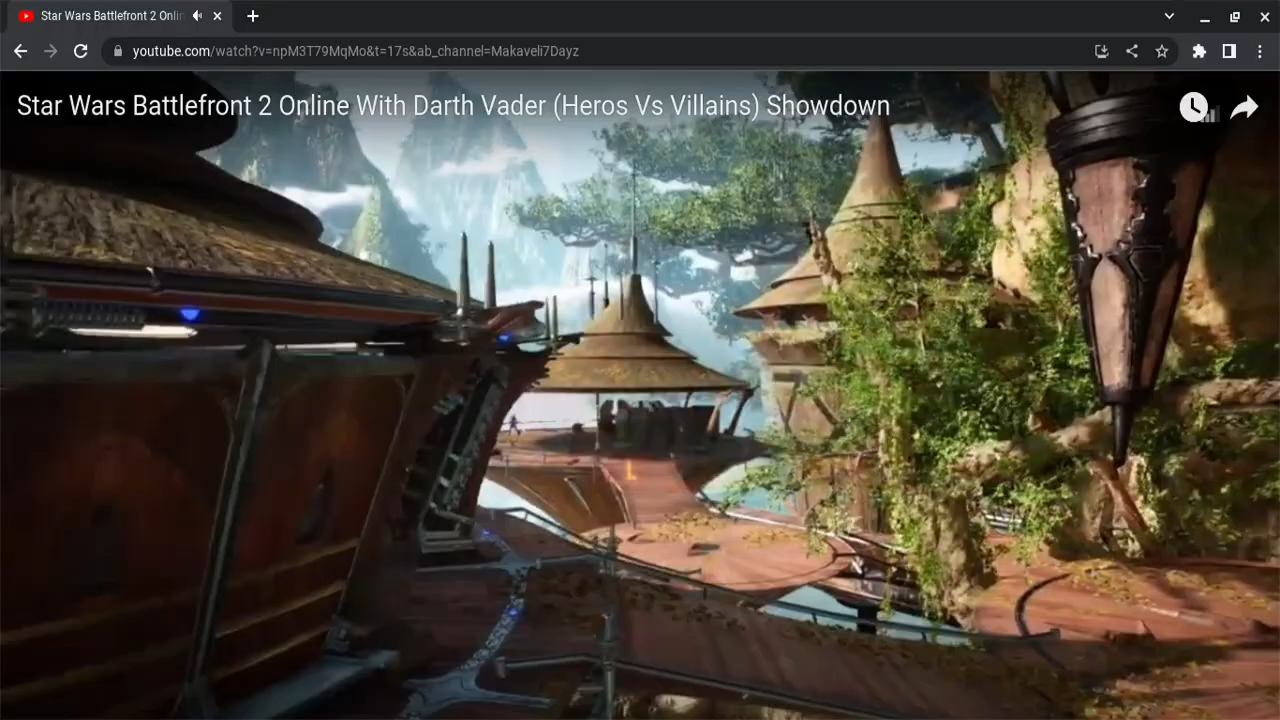 Star Wars Battlefront 2 Onlin
youtube.com/watch?v=npM3T79MqMo&t=17s&ab_channel=Makaveli7Dayz
Star Wars Battlefront 2 Online With Darth Vader (Heros Vs Villains) Showdown